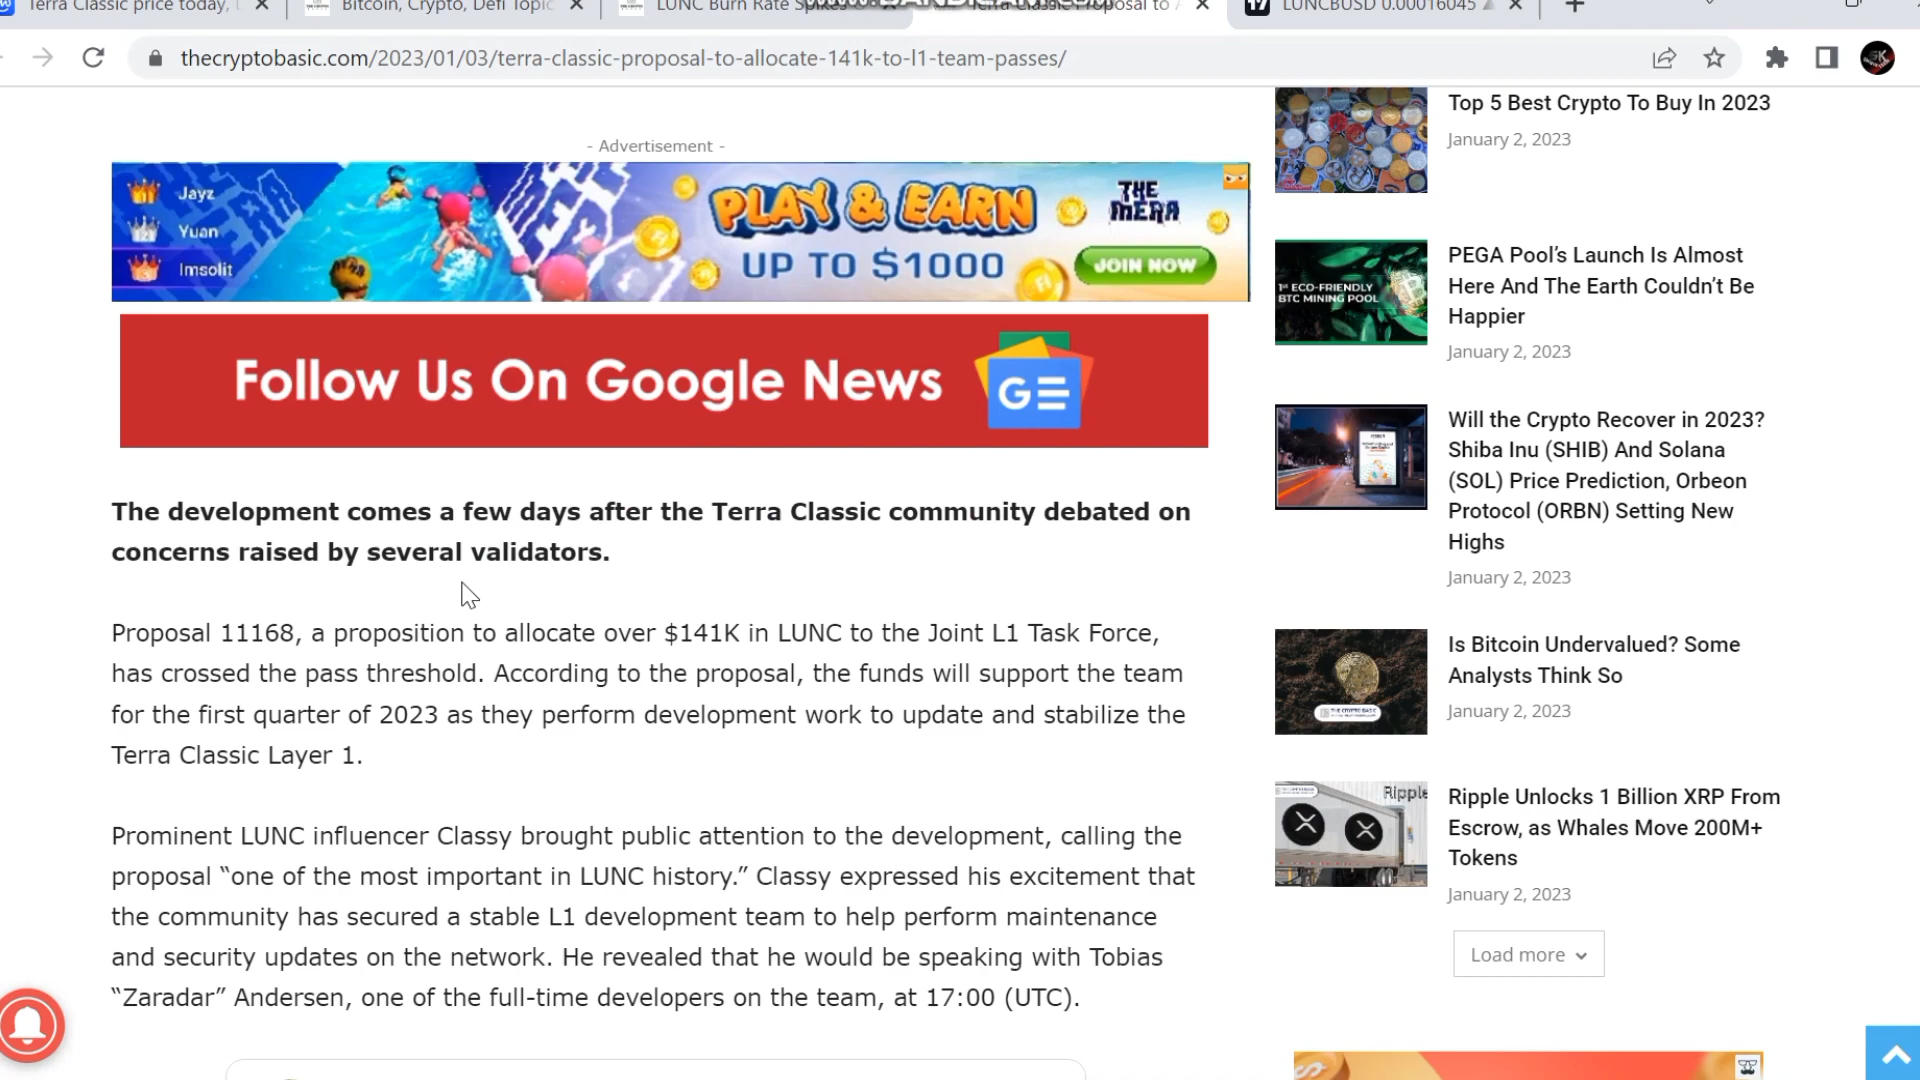 Terra Classic price today,
Bitcoin, Crypto, Defi Topic
LUNC Burn Rate Spikes
Terra Classic Proposal to
LUNCBUSD 0.00016045
thecryptobasic.com/2023/01/03/terra-classic-proposal-to-allocate-141k-to-l1-team-passes/
- Advertisement -
Jayz
Yuan
Imsolit
PLAY & EARN
UP TO $1000
THE
MERA
JOIN NOW
Follow Us On Google News
The development comes a few days after the Terra Classic community debated on
concerns raised by several validators.
Proposal 11168, a proposition to allocate over $141K in LUNC to the Joint L1 Task Force,
has crossed the pass threshold. According to the proposal, the funds will support the team
for the first quarter of 2023 as they perform development work to update and stabilize the
Terra Classic Layer 1.
Prominent LUNC influencer Classy brought public attention to the development, calling the
proposal “one of the most important in LUNC history.” Classy expressed his excitement that
the community has secured a stable L1 development team to help perform maintenance
and security updates on the network. He revealed that he would be speaking with Tobias
“Zaradar” Andersen, one of the full-time developers on the team, at 17:00 (UTC).
Top 5 Best Crypto To Buy In 2023
January 2, 2023
1st ECO-FRIENDLY
BTC MINING POOL
PEGA Pool’s Launch Is Almost
Here And The Earth Couldn’t Be
Happier
January 2, 2023
Will the Crypto Recover in 2023?
Shiba Inu (SHIB) And Solana
(SOL) Price Prediction, Orbeon
Protocol (ORBN) Setting New
Highs
January 2, 2023
Is Bitcoin Undervalued? Some
Analysts Think So
January 2, 2023
Ripple
Ripple Unlocks 1 Billion XRP From
Escrow, as Whales Move 200M+
Tokens
January 2, 2023
Load more